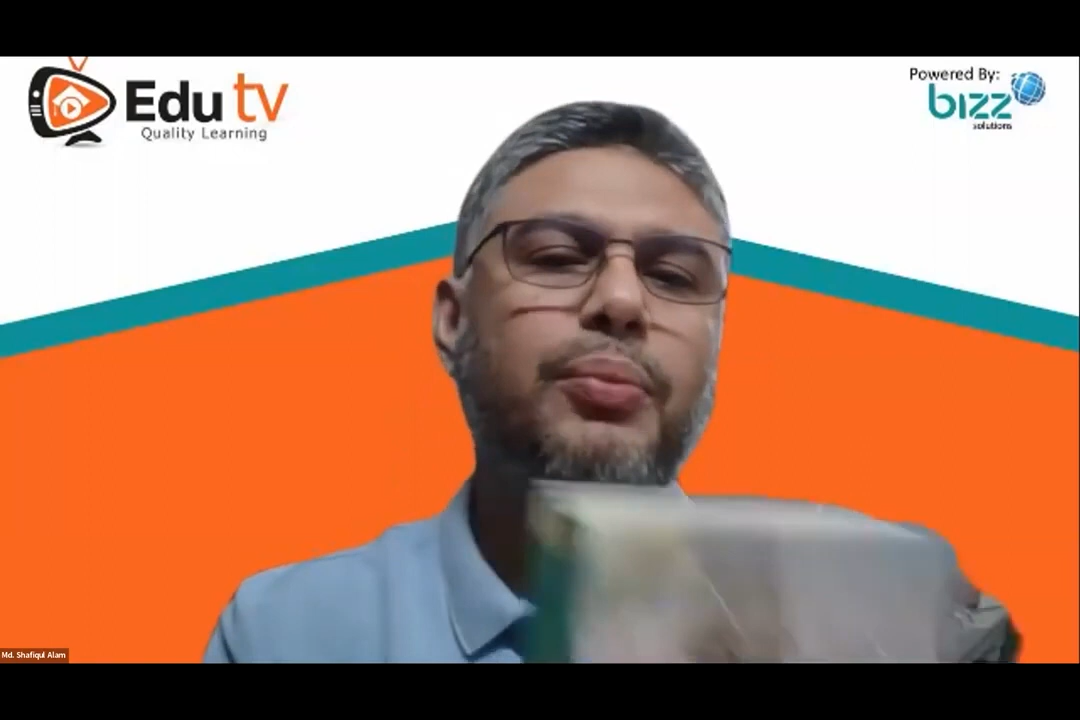 Edu tv
Quality Learning
Powered By:
bizz
solutions
Md. Shafiqul Alam